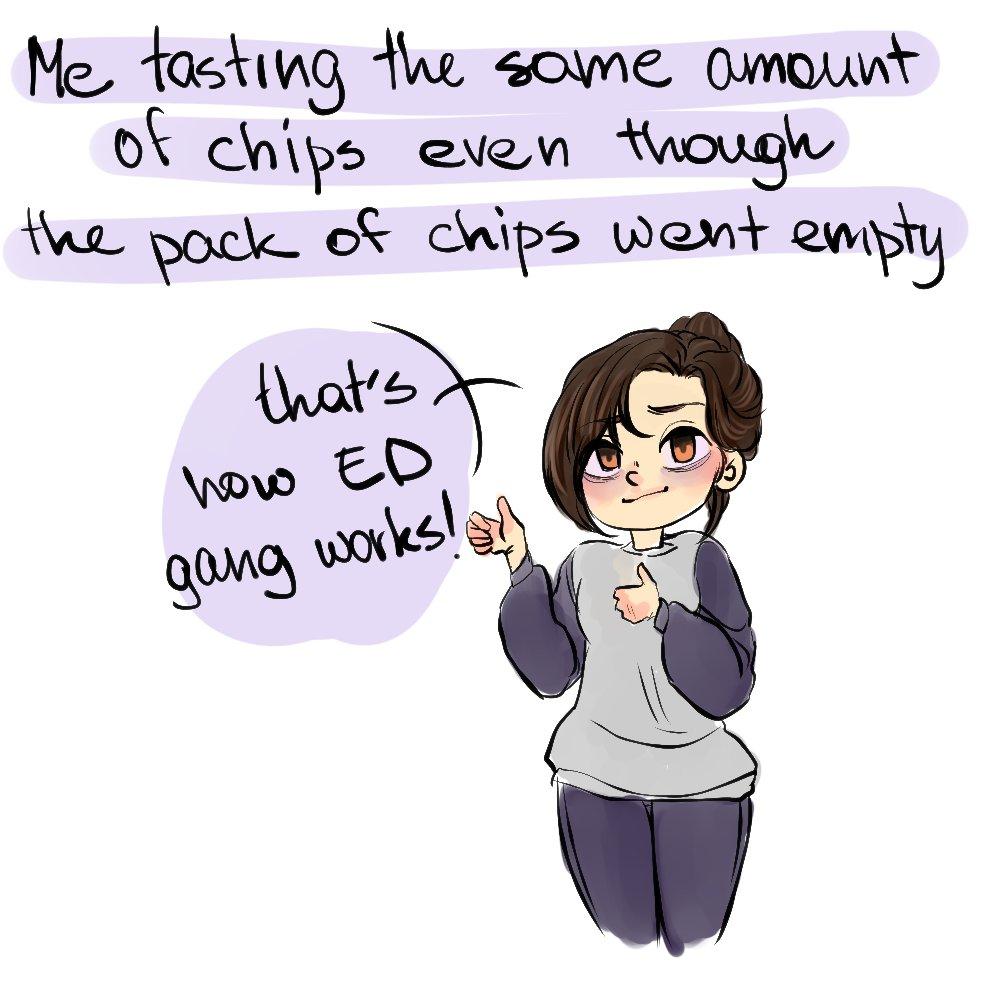 Me tasting the same amount
of chips even though
the pack of chips went empty
that's
how ED
gang works!